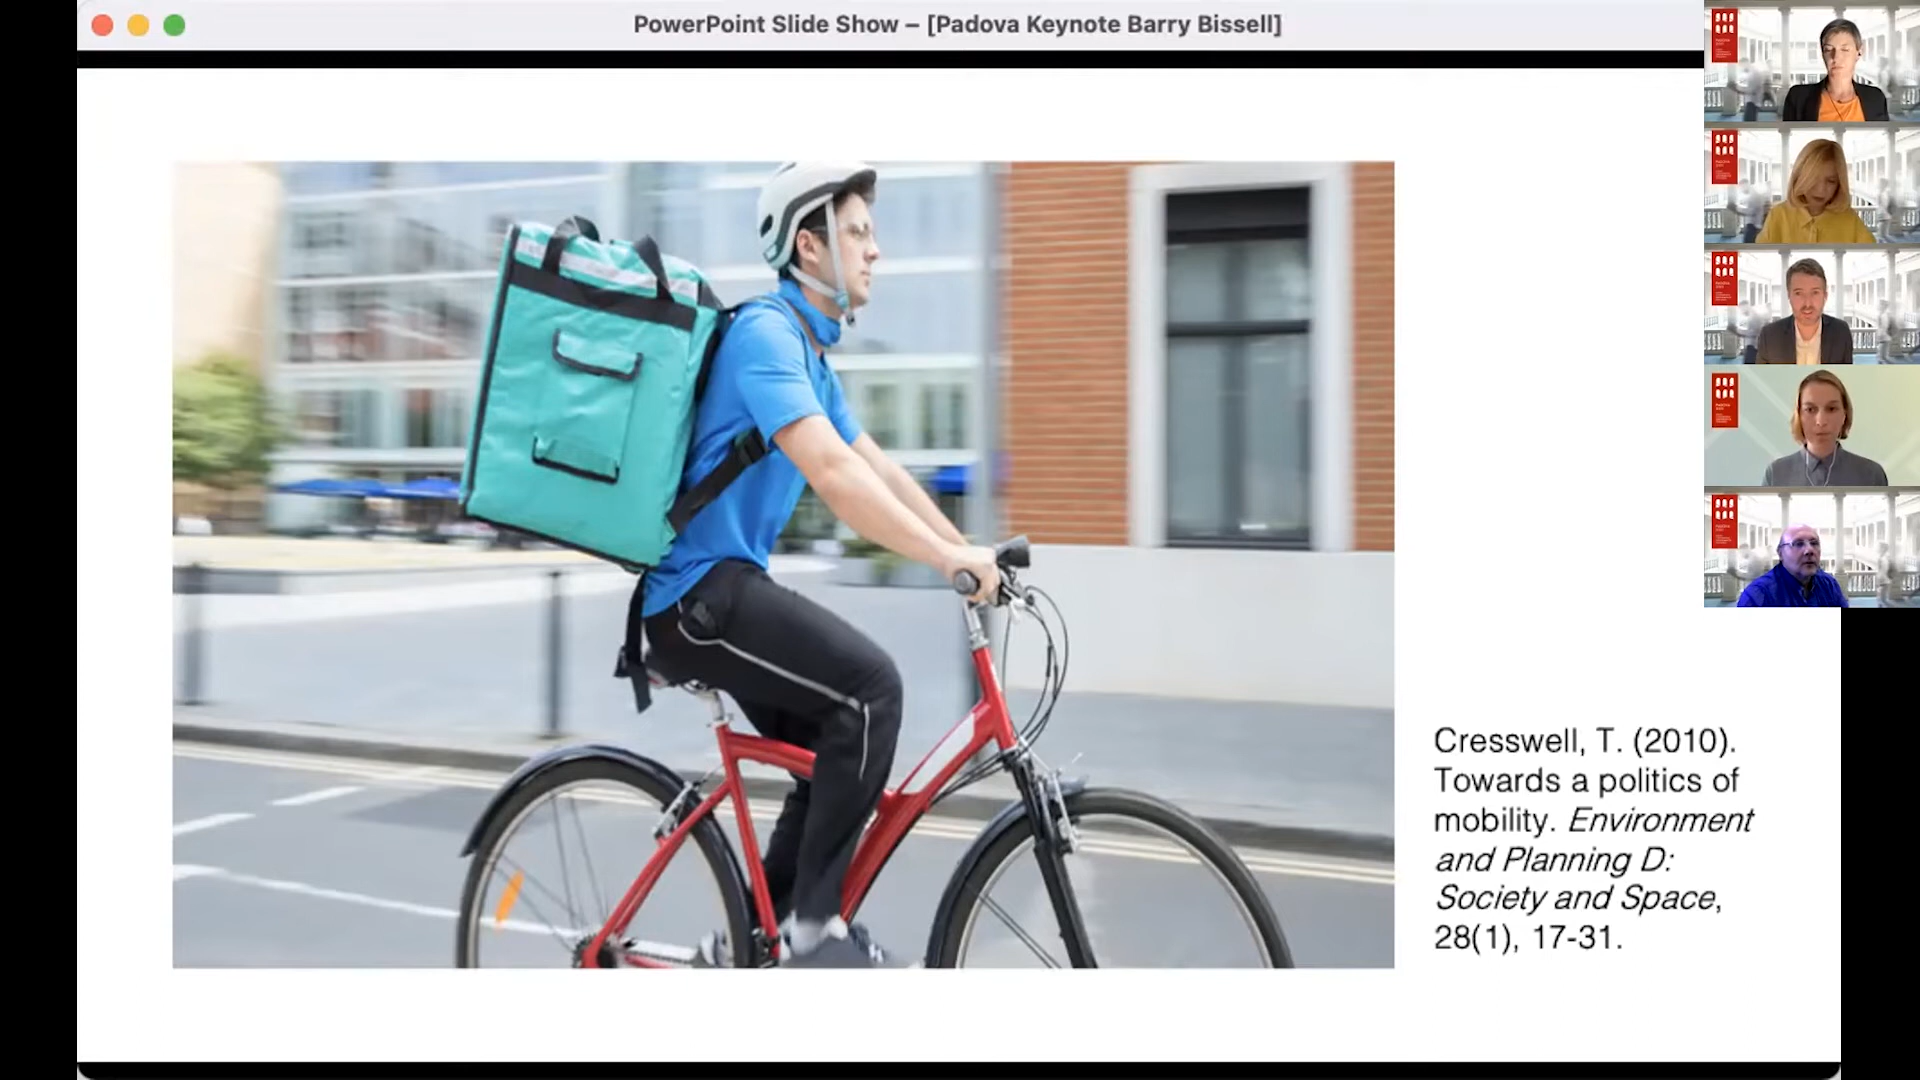 PowerPoint Slide Show – [Padova Keynote Barry Bissell]
Cresswell, T. (2010).
Towards a politics of
mobility. Environment
and Planning D:
Society and Space,
28(1), 17-31.